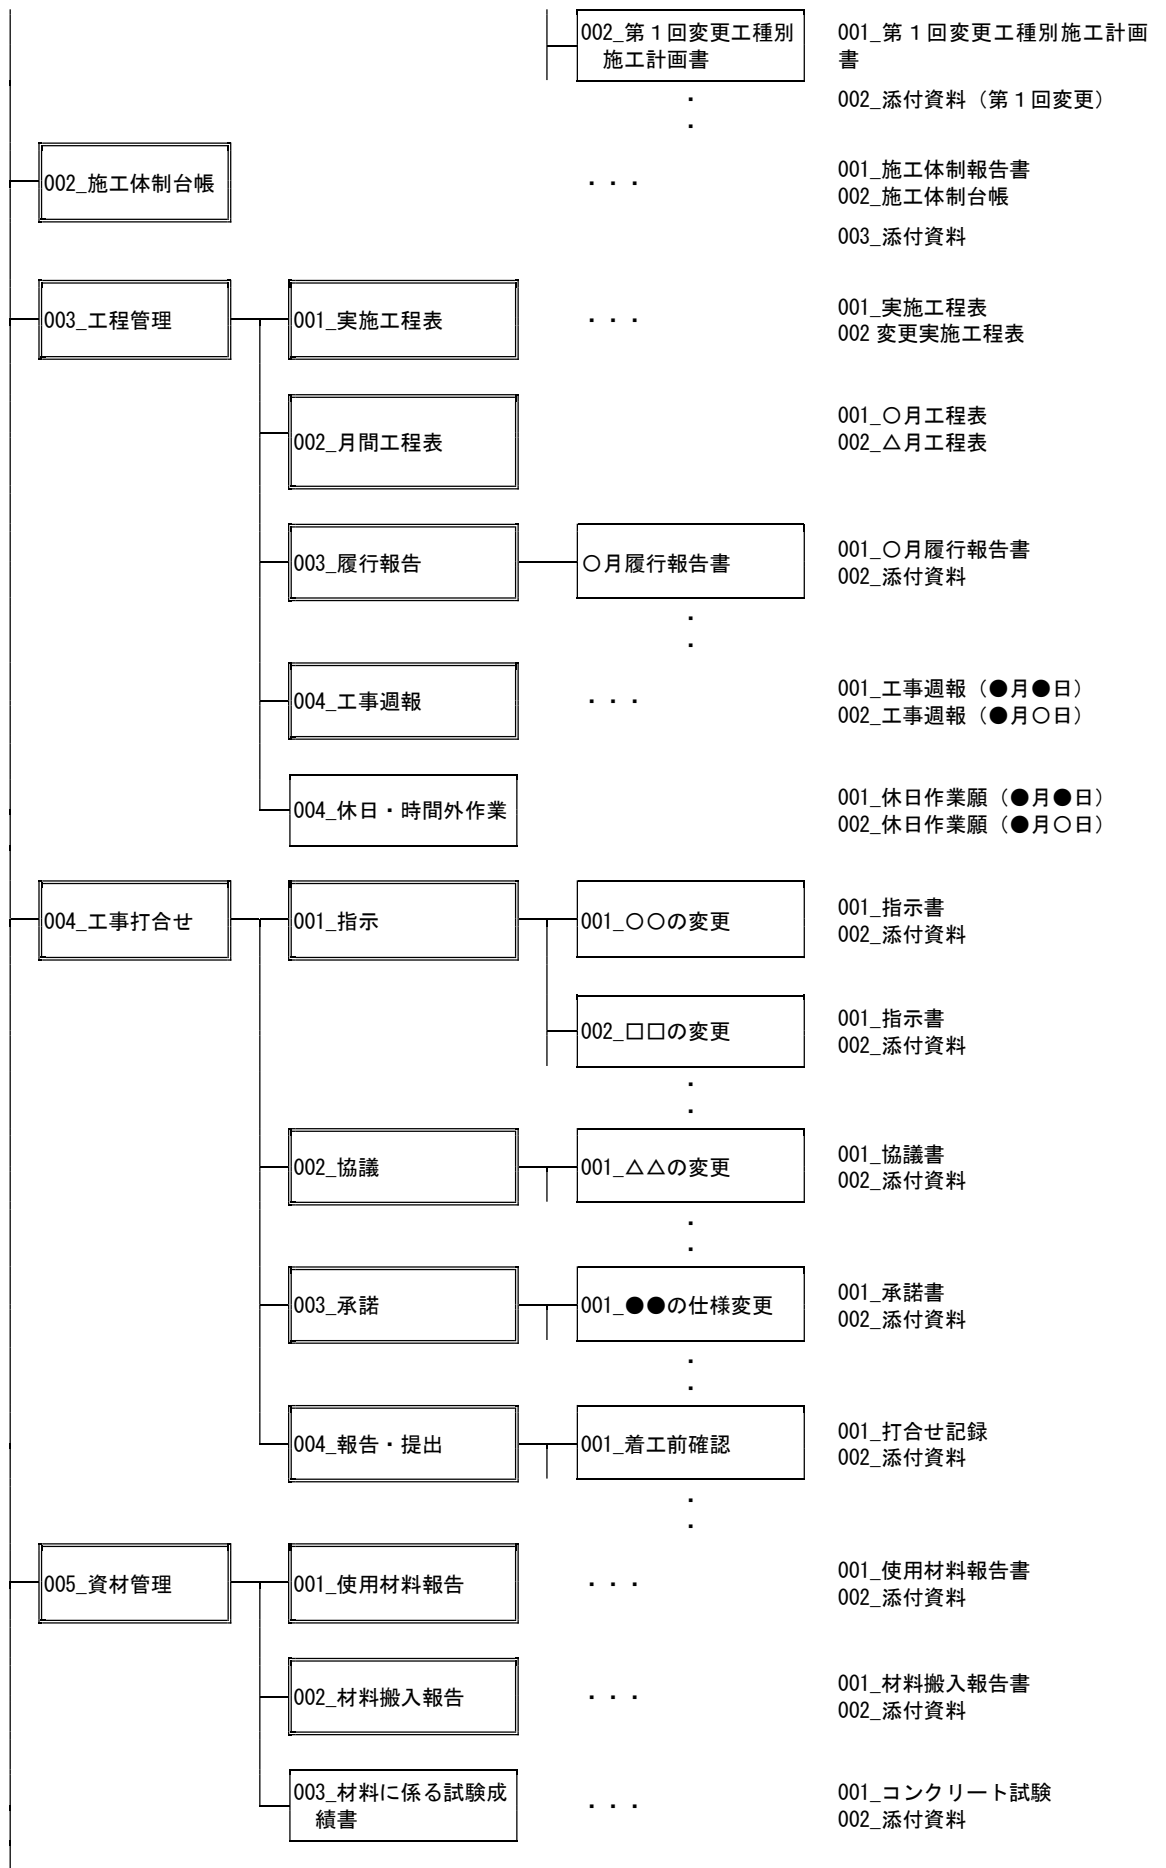 002_第１回変更工種別
施工計画書
001_第１回変更工種別施工計画
書
・
・
002_添付資料（第１回変更）
002_施工体制台帳
・・・
001_施工体制報告書
002_施工体制台帳
003_添付資料
003_工程管理
001_実施工程表
・・・
001_実施工程表
002 変更実施工程表
002_月間工程表
001_○月工程表
002_△月工程表
003_履行報告
○月履行報告書
001_○月履行報告書
002_添付資料
・
・
004_工事週報
・・・
001_工事週報（●月●日）
002_工事週報（●月○日）
004_休日・時間外作業
001_休日作業願（●月●日）
002_休日作業願（●月○日）
004_工事打合せ
001_指示
001_○○の変更
001_指示書
002_添付資料
002_□□の変更
001_指示書
002_添付資料
・
・
002_協議
001_△△の変更
001_協議書
002_添付資料
・
・
003_承諾
001_●●の仕様変更
001_承諾書
002_添付資料
・
・
004_報告・提出
001_着工前確認
001_打合せ記録
002_添付資料
・
・
005_資材管理
001_使用材料報告
・・・
001_使用材料報告書
002_添付資料
002_材料搬入報告
・・・
001_材料搬入報告書
002_添付資料
003_材料に係る試験成
績書
・・・
001_コンクリート試験
002_添付資料